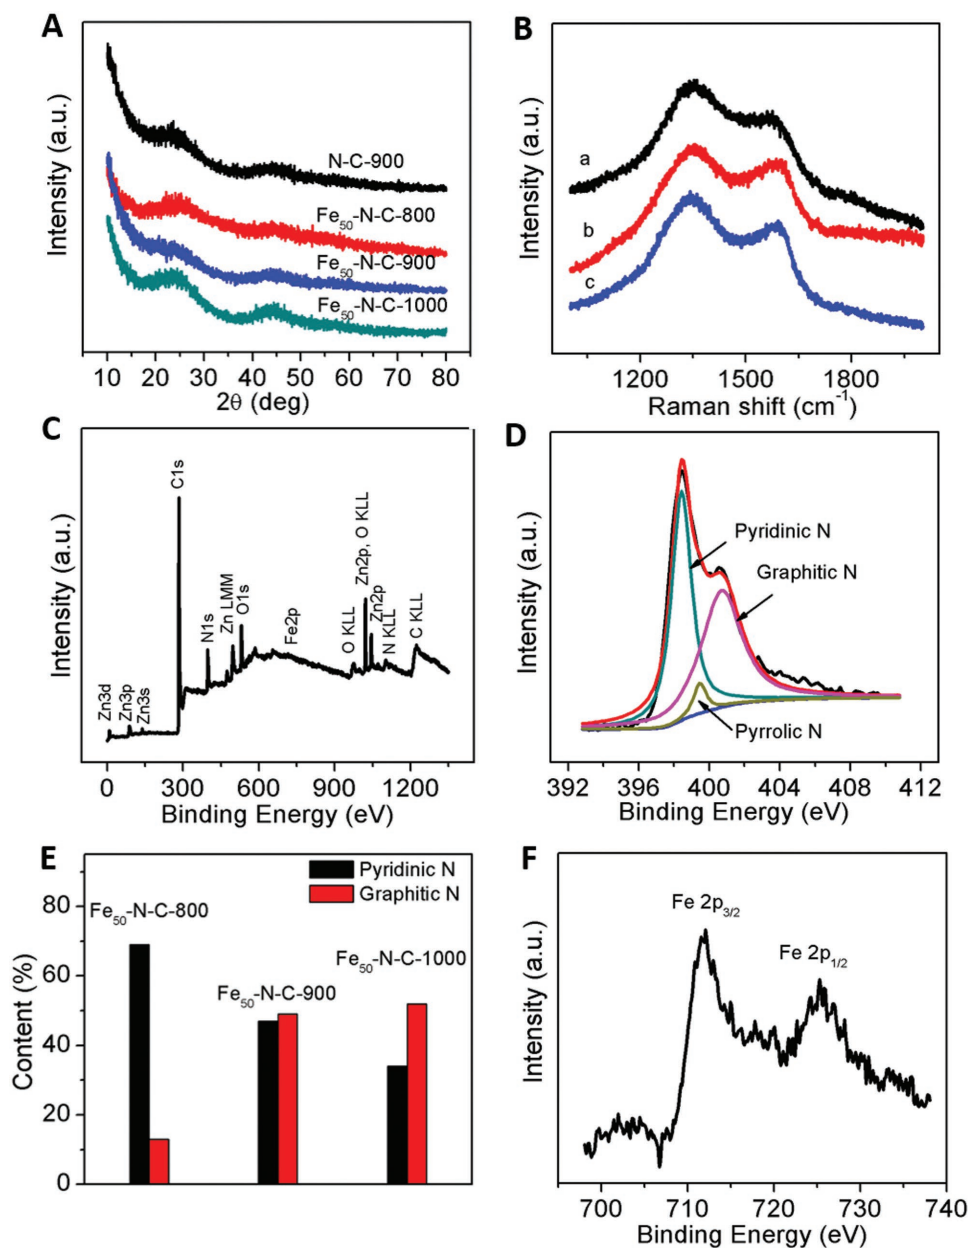 A
Intensity (a.u.)
N-C-900
Fe50-N-C-800
Fe50-N-C-900
Fe50-N-C-1000
10 20 30 40 50 60 70 80
2θ (deg)
B
Intensity (a.u.)
a
b
c
1200 1500 1800
Raman shift (cm-1)
C
Intensity (a.u.)
Zn3d
Zn3p
Zn3s
C1s
N1s
Zn LMM
O1s
Fe2p
O KLL
Zn2p, O KLL
Zn2p
N KLL
C KLL
0 300 600 900 1200
Binding Energy (eV)
D
Intensity (a.u.)
Pyridinic N
Graphitic N
Pyrrolic N
392 396 400 404 408 412
Binding Energy (eV)
E
Content (%)
80
60
40
20
0
Pyridinic N
Graphitic N
Fe50-N-C-800
Fe50-N-C-900
Fe50-N-C-1000
F
Intensity (a.u.)
Fe 2p3/2
Fe 2p1/2
700 710 720 730 740
Binding Energy (eV)